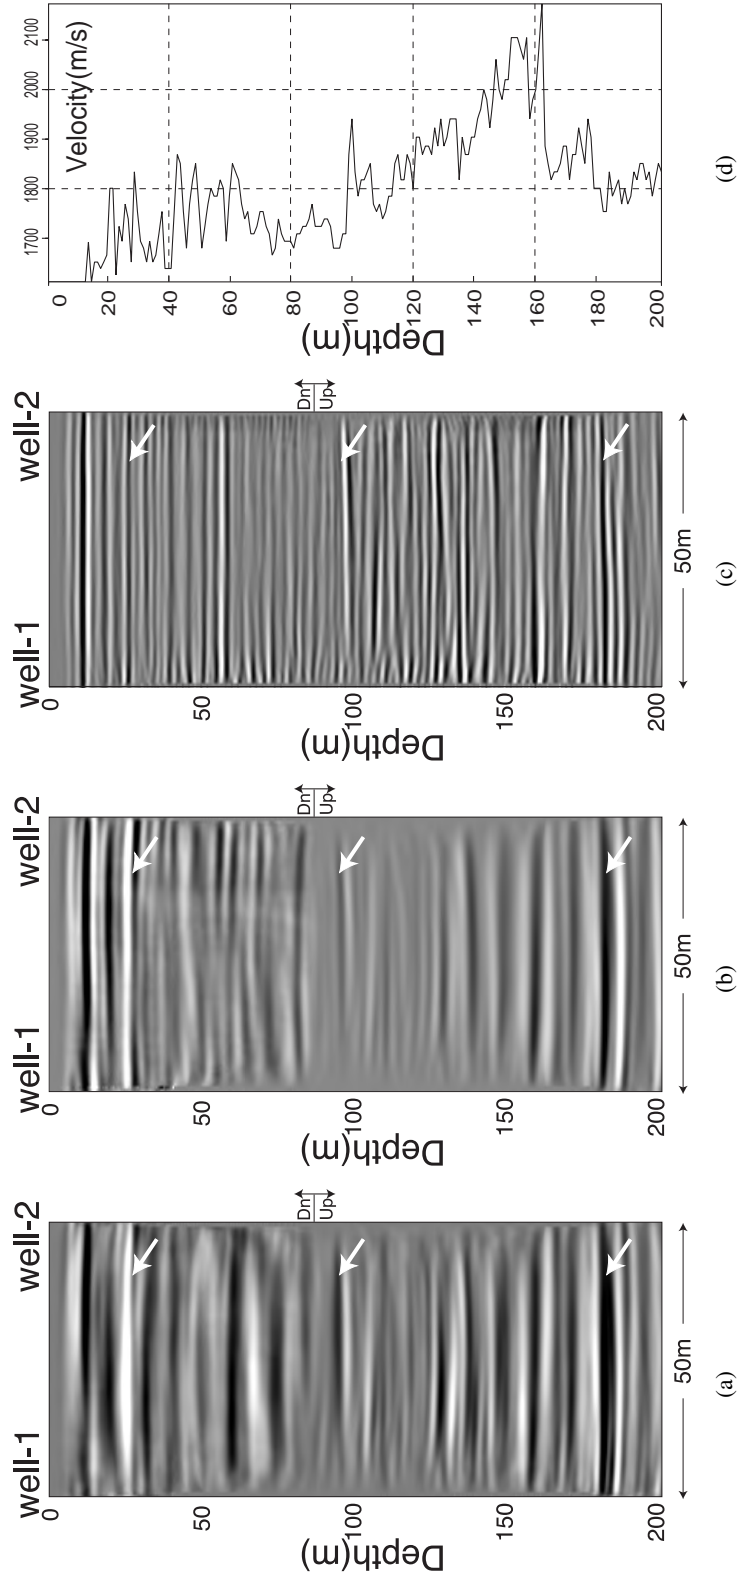 well-1
well-2
0
50
100
150
200
Depth(m)
Dn
Up
50m
(a)
well-1
well-2
0
50
100
150
200
Depth(m)
Dn
Up
50m
(b)
well-1
well-2
0
50
100
150
200
Depth(m)
Dn
Up
50m
(c)
Velocity(m/s)
1700
1800
1900
2000
2100
0
20
40
60
80
100
120
140
160
180
200
Depth(m)
(d)